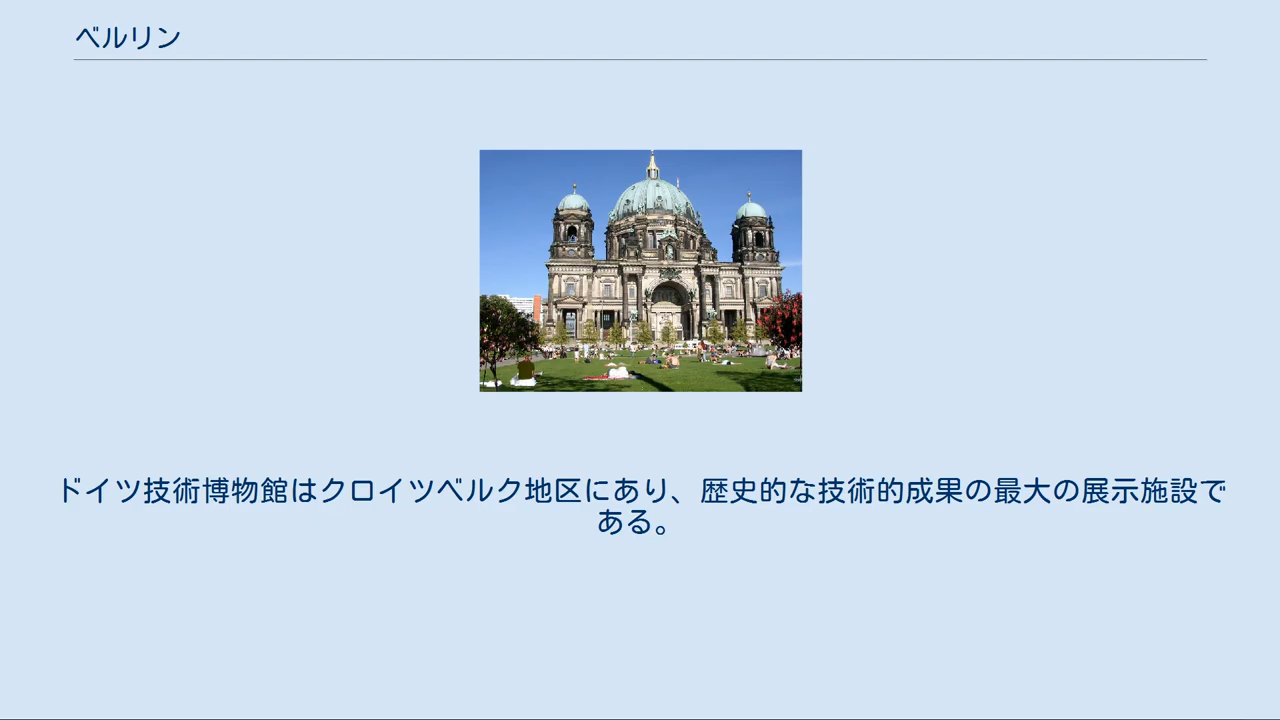 ベルリン
ドイツ技術博物館はクロイツベルク地区にあり、歴史的な技術的成果の最大の展示施設で
ある。